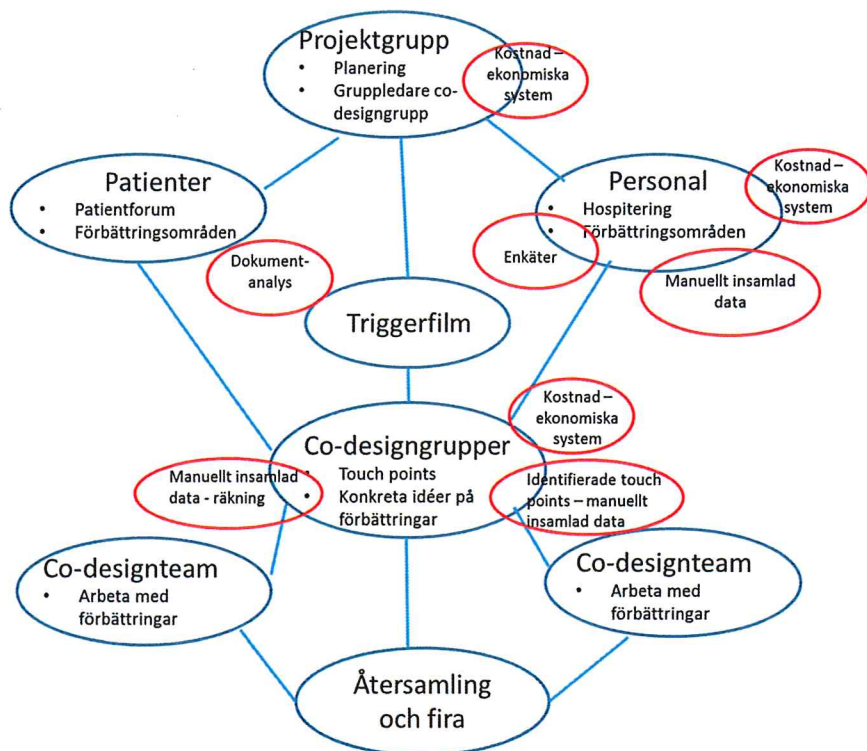 Projektgrupp
• Planering
• Gruppledare co-
designgrupp
Kostnad –
ekonomiska
system
Patienter
• Patientforum
• Förbättringsområden
Dokument-
analys
Personal
• Hospitering
• Förbättringsområden
Kostnad –
ekonomiska
system
Enkäter
Manuellt insamlad
data
Triggerfilm
Kostnad –
ekonomiska
system
Co-designgrupper
• Touch points
• Konkreta idéer på
förbättringar
Manuellt insamlad
data - räkning
Identifierade touch
points – manuellt
insamlad data
Co-designteam
• Arbeta med
förbättringar
Co-designteam
• Arbeta med
förbättringar
Återsamling
och fira